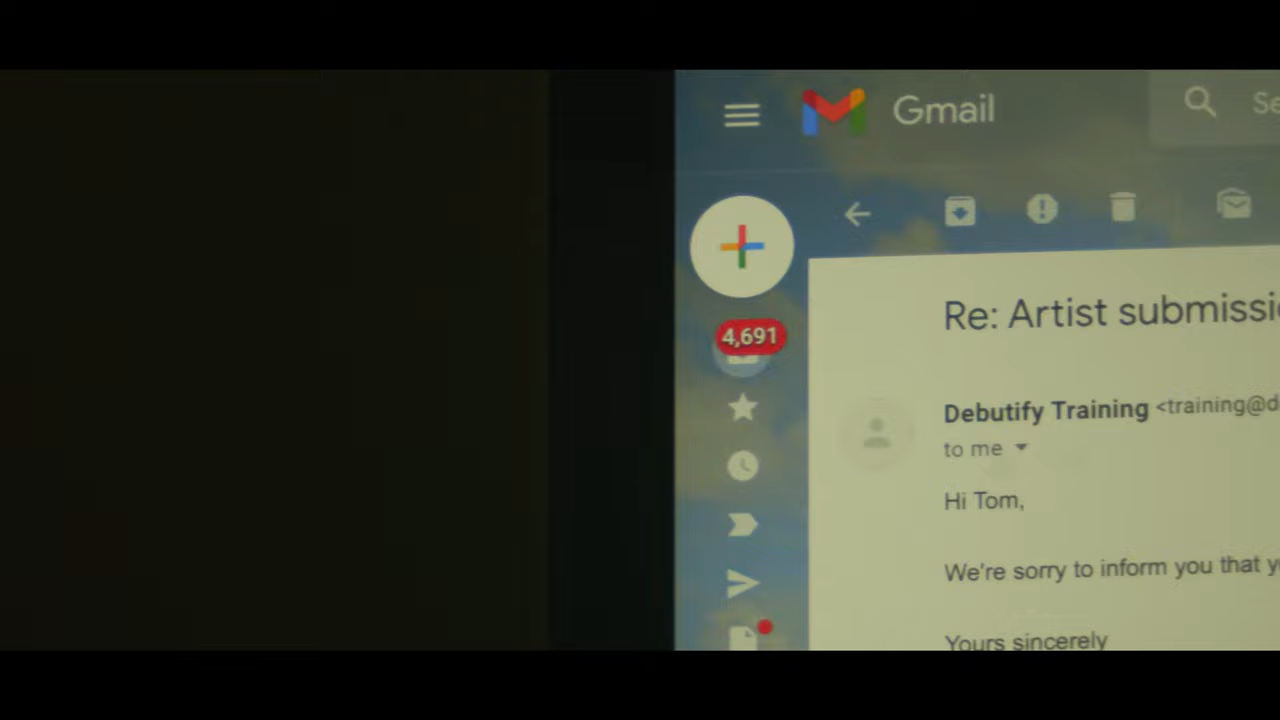 Gmail
4,691
Re: Artist
Debutify Training <training@d
to me
Hi Tom,
We're sorry to inform you that
Yours sincerely